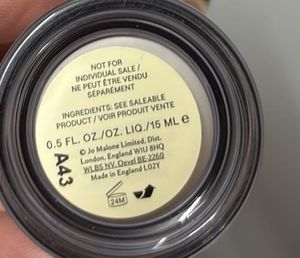 NOT FOR
INDIVIDUAL SALE /
NE PEUT ÊTRE VENDU
SÉPARÉMENT
INGREDIENTS: SEE SALEABLE
PRODUCT / VOIR PRODUIT VENTE
0.5 FL. OZ./OZ. LIQ./15 ML e
© Jo Malone Limited, Dist.
London, England W1U 8HQ
WLBS NV. Oevel BE-2260
Made in England L02Y
24M
A43